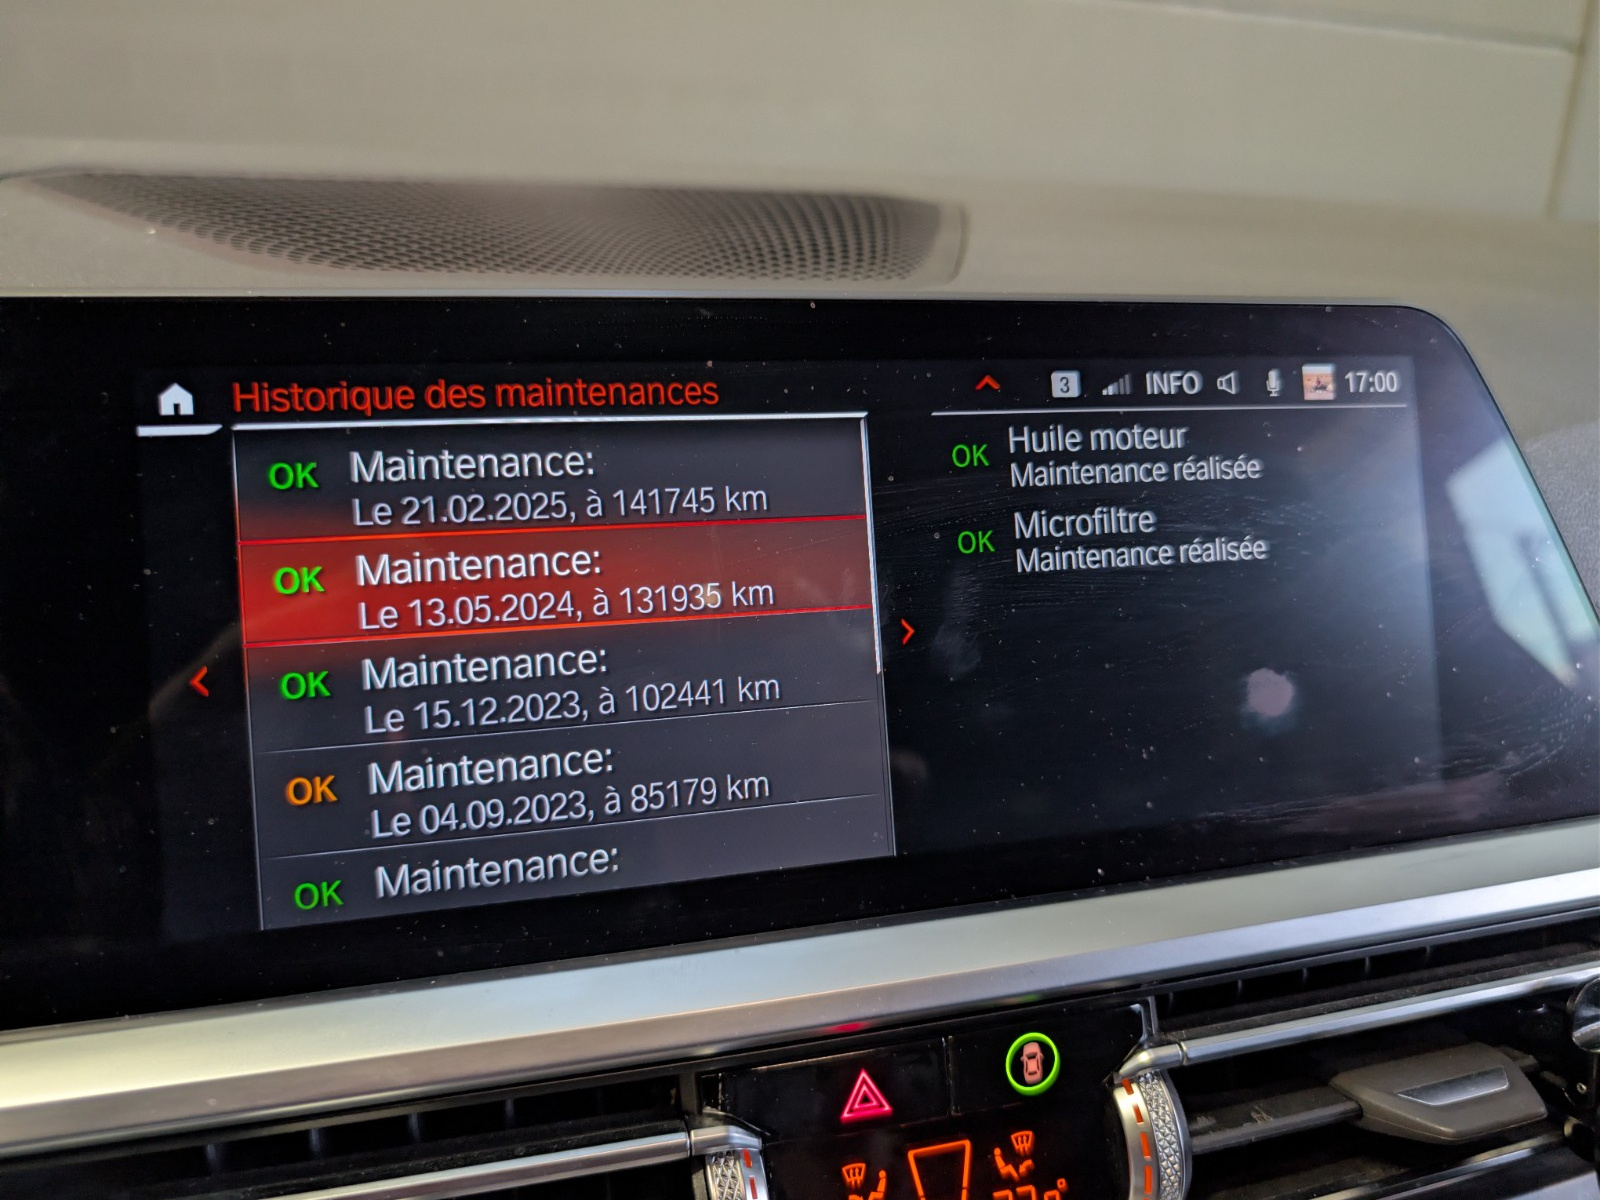 Historique des maintenances
3 INFO 17:00
OK Maintenance:
Le 21.02.2025, à 141745 km
OK Maintenance:
Le 13.05.2024, à 131935 km
OK Maintenance:
Le 15.12.2023, à 102441 km
OK Maintenance:
Le 04.09.2023, à 85179 km
OK Maintenance:
OK Huile moteur
Maintenance réalisée
OK Microfiltre
Maintenance réalisée